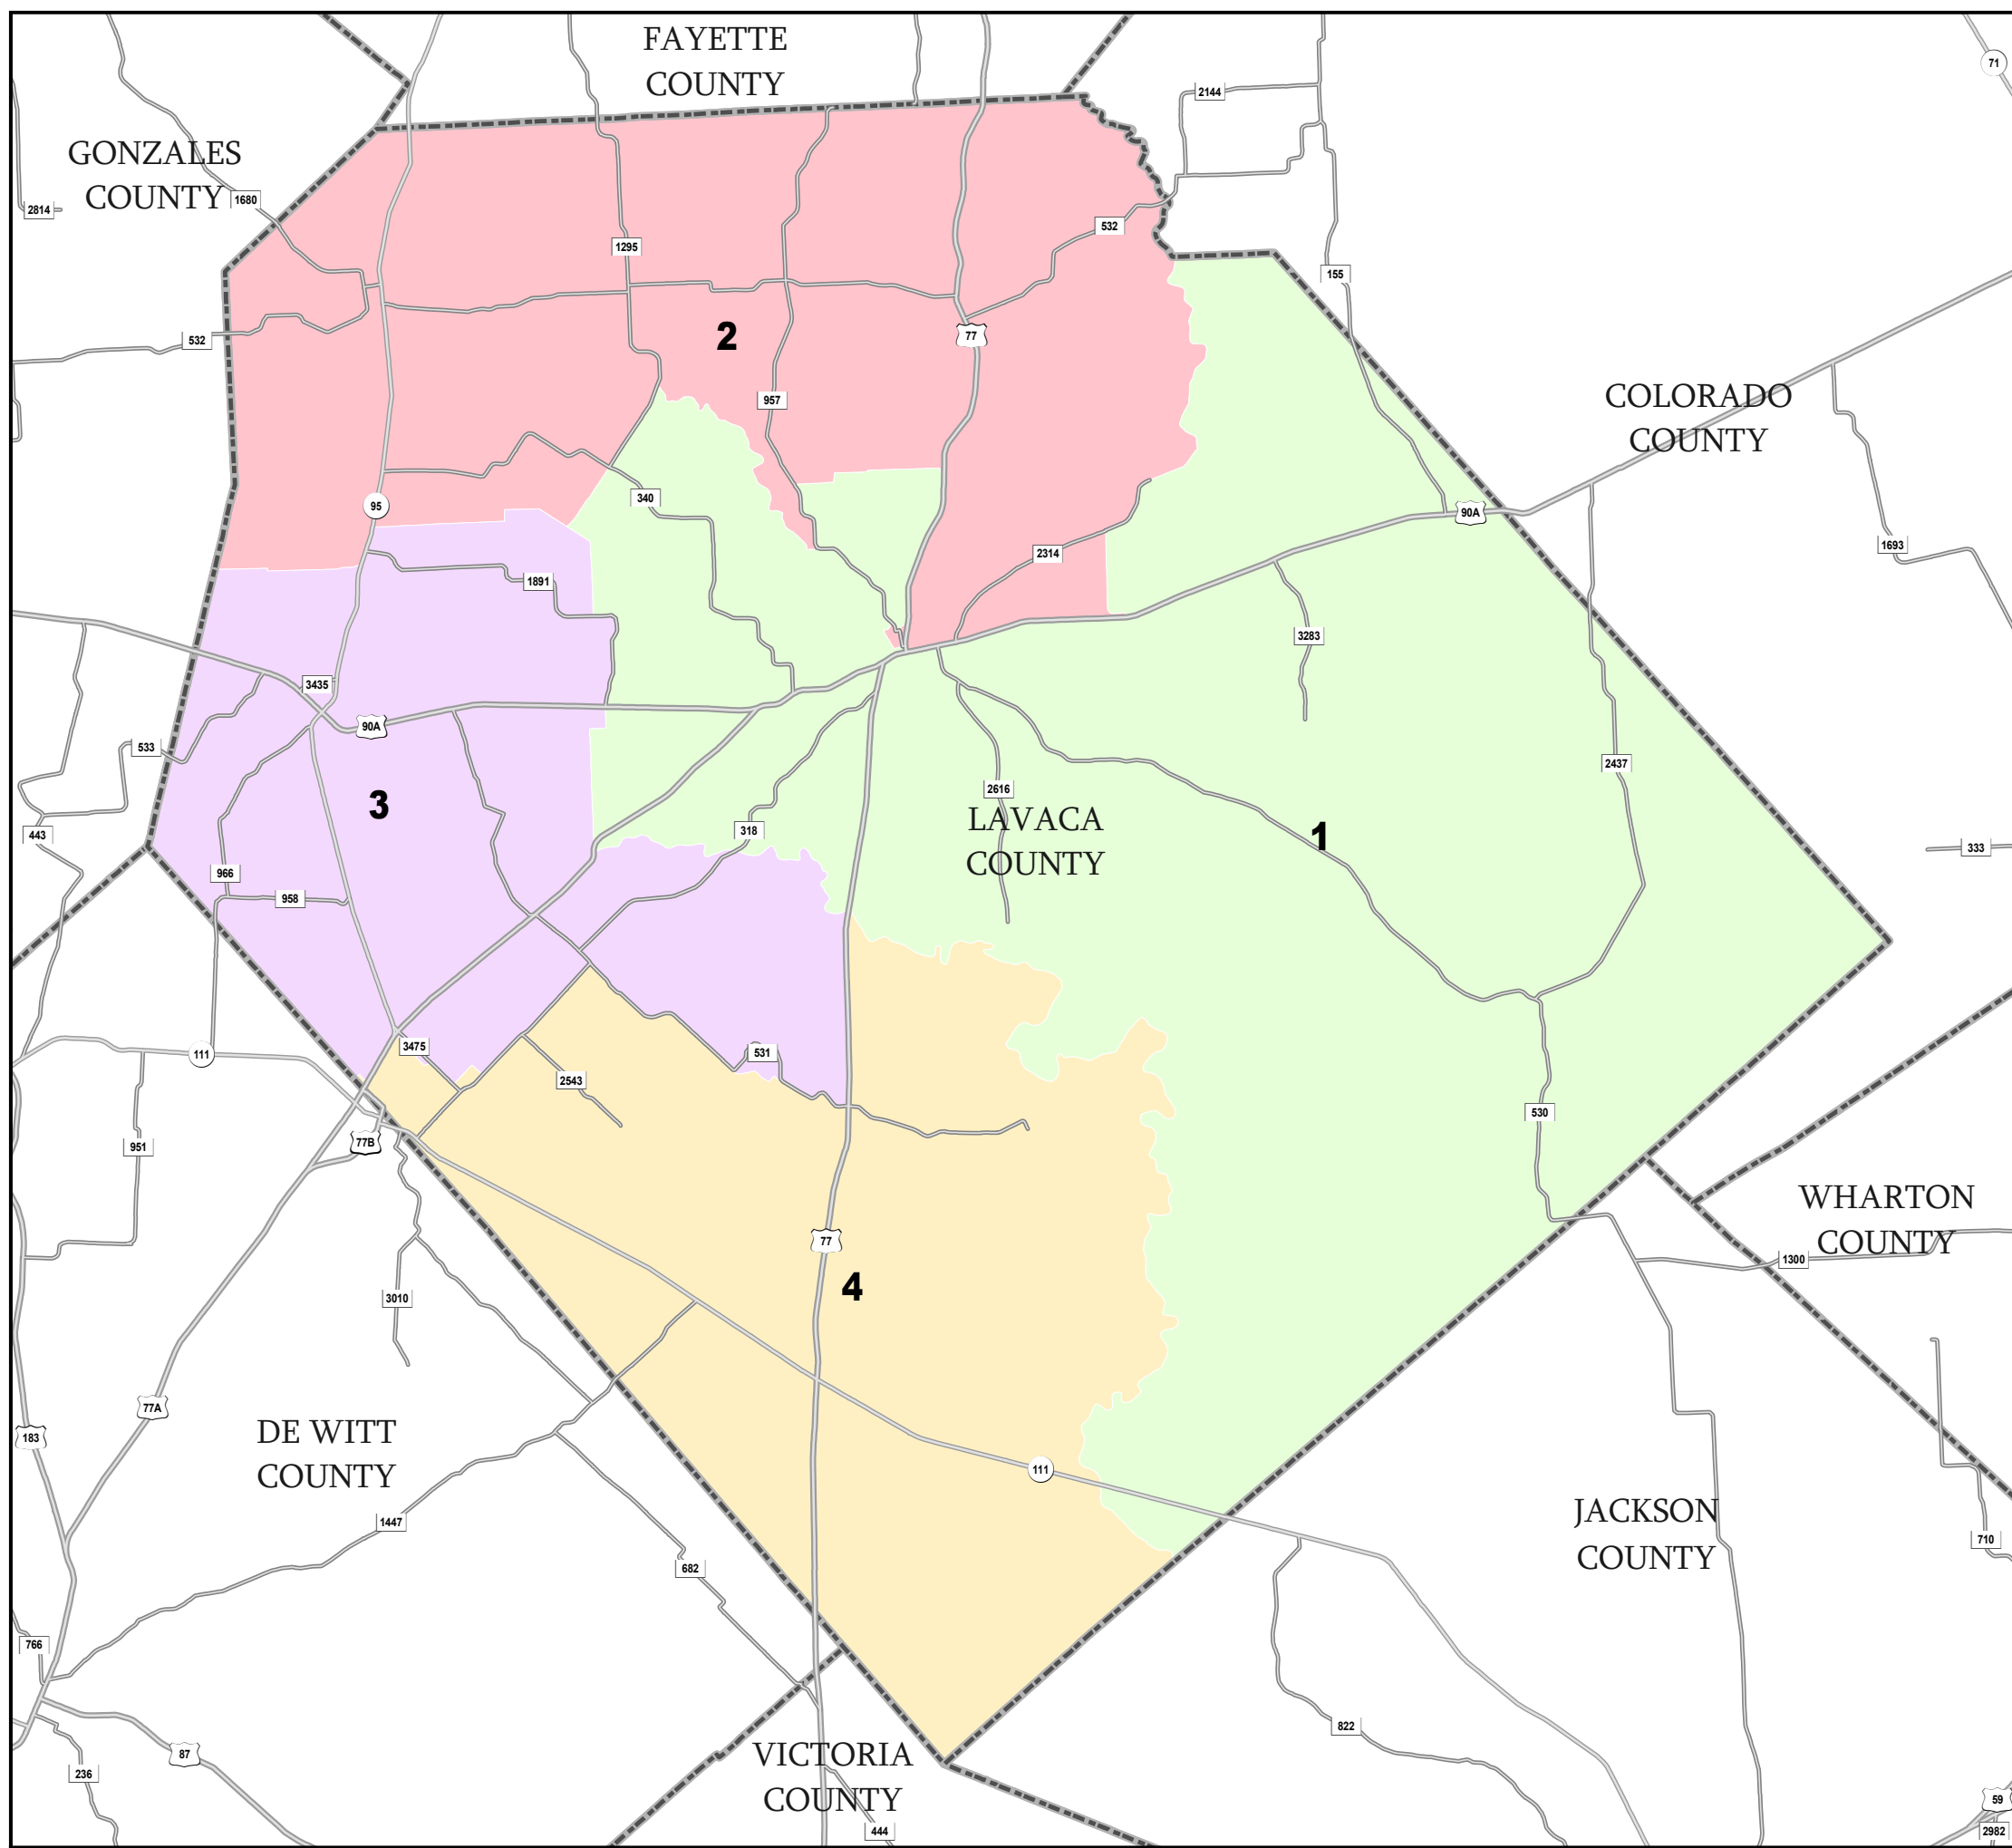 FAYETTE
COUNTY
71
2144
GONZALES
COUNTY
1680
2814
532
1295
155
532
2
77
957
COLORADO
COUNTY
340
95
90A
1693
2314
1891
3283
3435
90A
533
2437
2616
3
LAVACA
COUNTY
318
1
443
333
966
958
3475
531
111
2543
530
77B
951
WHARTON
COUNTY
77
1300
4
3010
77A
DE WITT
COUNTY
183
111
JACKSON
COUNTY
1447
710
682
766
822
VICTORIA
COUNTY
87
236
59
444
2982